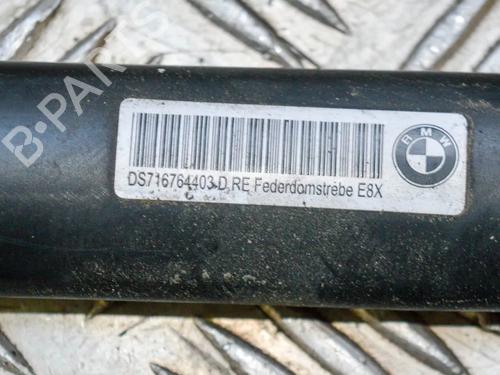 B-PARTS
BMW
DS716764403-D RE Federdomstrebe E8X